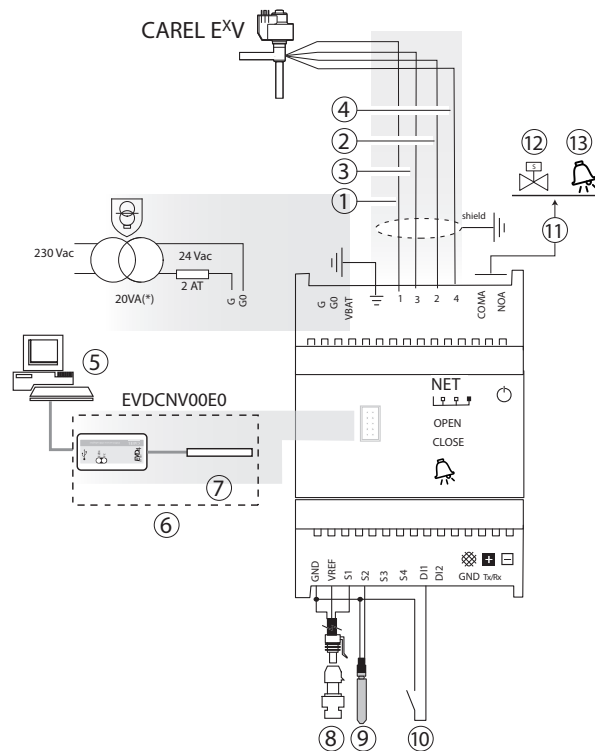 CAREL EXV
4
2
3
1
12
13
S
shield
11
230 Vac
24 Vac
2 AT
20VA(*)
G
G0
G
G0
VBAT
1
3
2
4
COMA
NOA
5
EVDCNV00E0
NET
OPEN
CLOSE
7
6
GND
VREF
S1
S2
S3
S4
DI1
DI2
GND
Tx/Rx
8
9
10